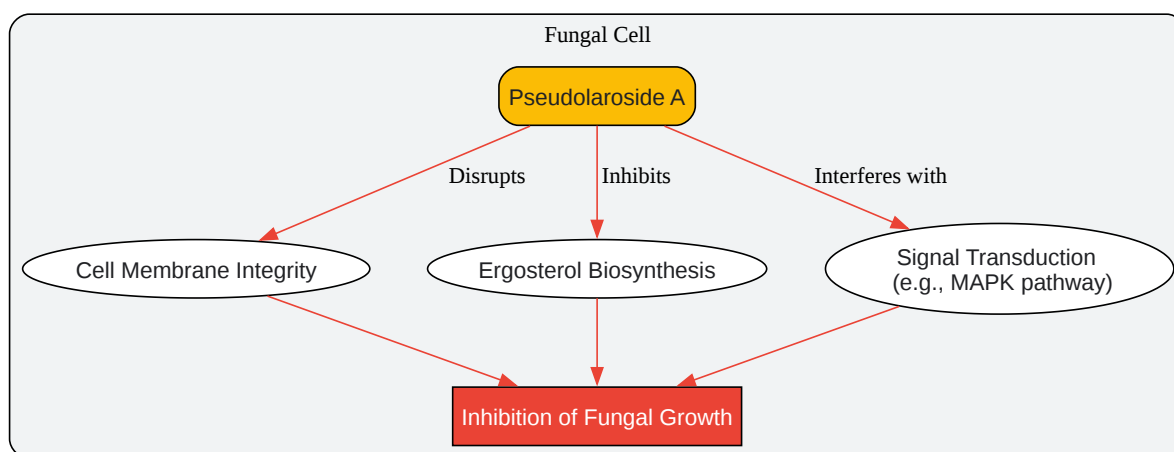 Fungal Cell
Pseudolaroside A
Disrupts
Inhibits
Interferes with
Cell Membrane Integrity
Ergosterol Biosynthesis
Signal Transduction
(e.g., MAPK pathway)
Inhibition of Fungal Growth